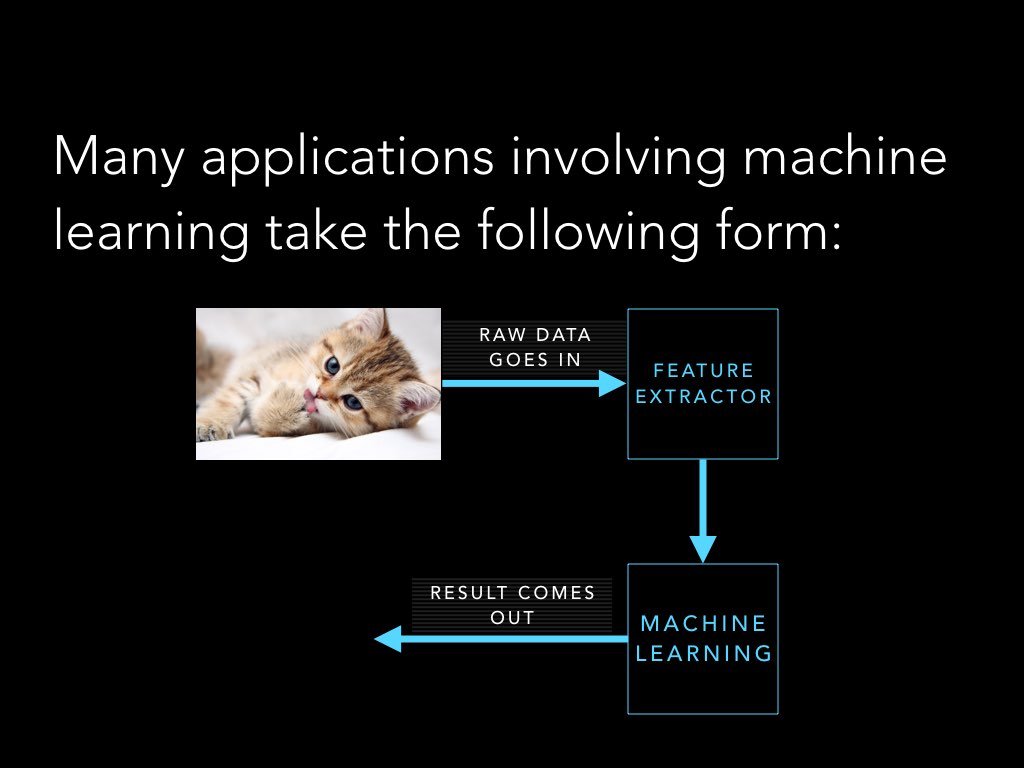 Many applications involving machine
learning take the following form:
RAW DATA
GOES IN
FEATURE
EXTRACTOR
RESULT COMES
OUT
MACHINE
LEARNING